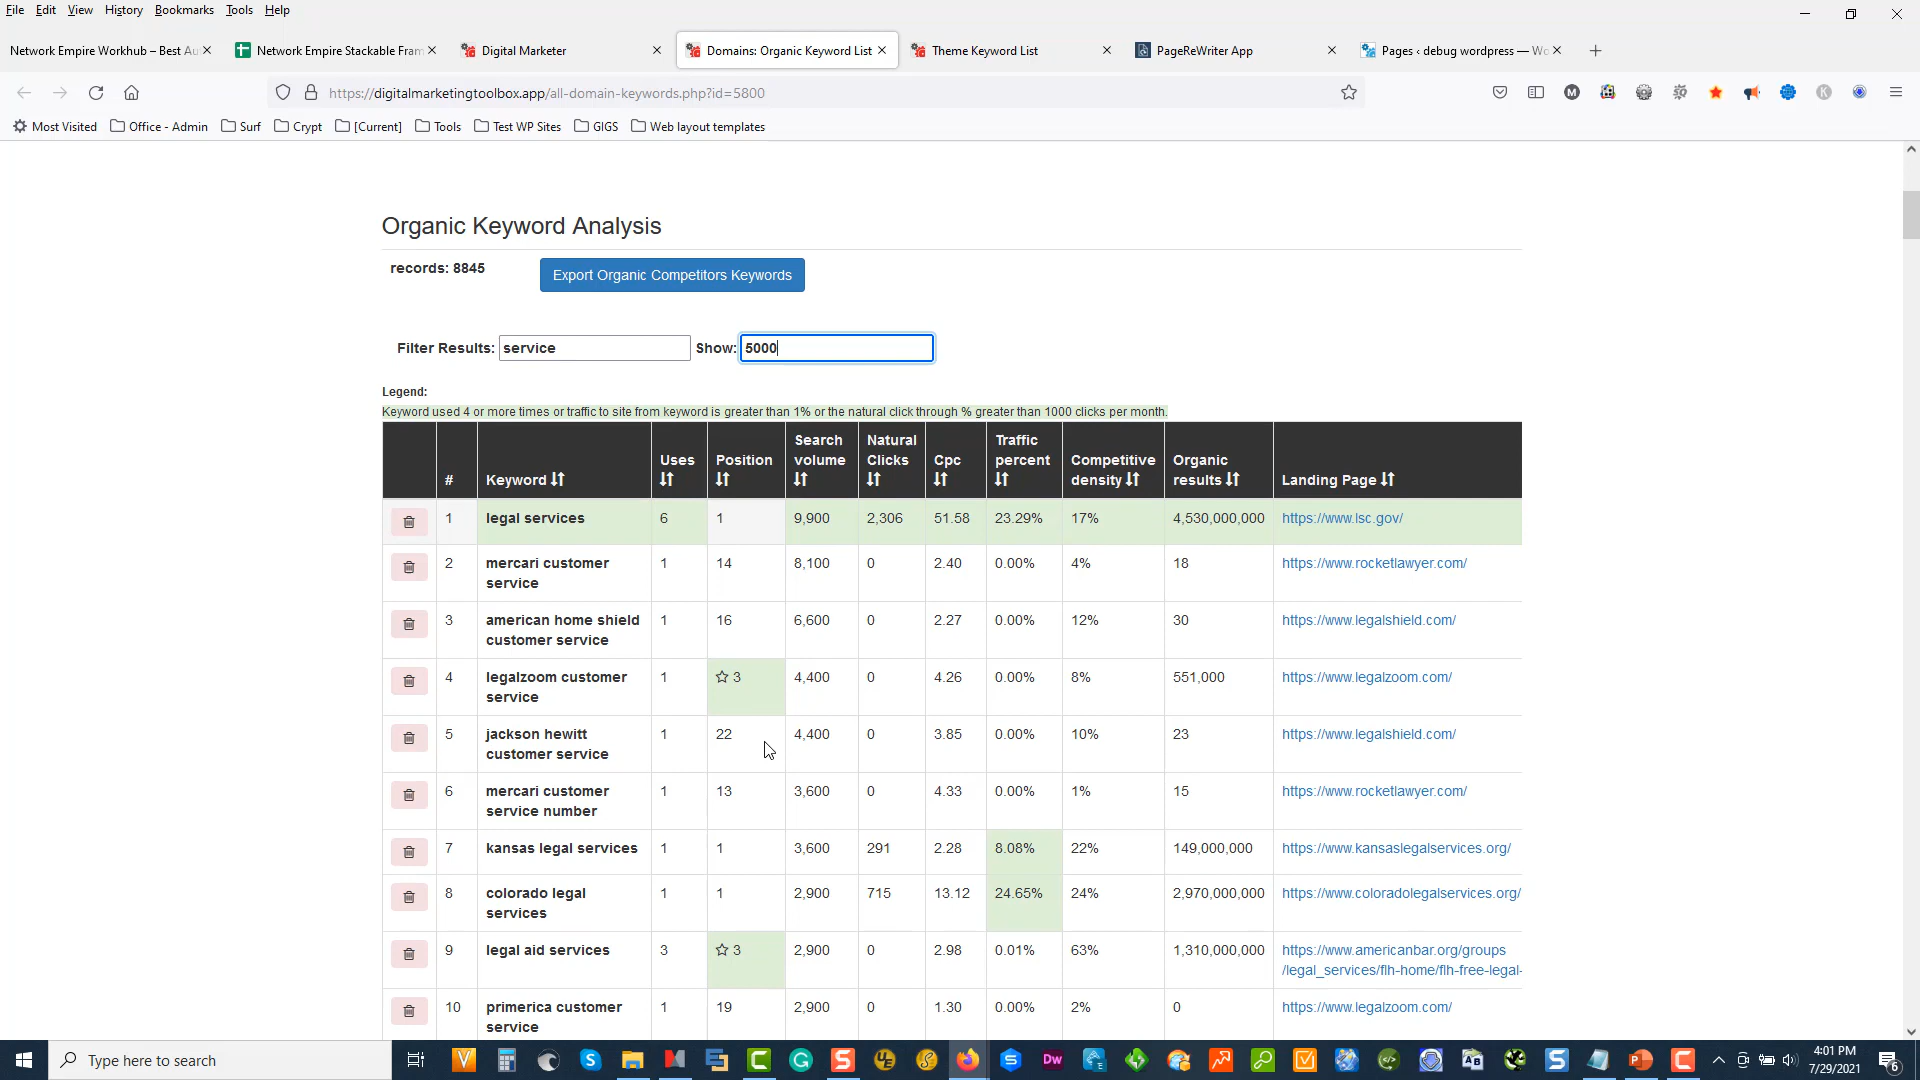 File Edit View History Bookmarks Tools Help
Network Empire Workhub – Best Au
Network Empire Stackable Fram
Digital Marketer
Domains: Organic Keyword List
Theme Keyword List
PageReWriter App
Pages ‹ debug wordpress — Wo
https://digitalmarketingtoolbox.app/all-domain-keywords.php?id=5800
Most Visited Office - Admin Surf Crypt [Current] Tools Test WP Sites GIGS Web layout templates
Organic Keyword Analysis
records: 8845
Export Organic Competitors Keywords
Filter Results: service Show: 5000
Legend:
Keyword used 4 or more times or traffic to site from keyword is greater than 1% or the natural click through % greater than 1000 clicks per month.
# Keyword Uses Position Search volume Natural Clicks Cpc Traffic percent Competitive density Organic results Landing Page
1 legal services 6 1 9,900 2,306 51.58 23.29% 17% 4,530,000,000 https://www.lsc.gov/
2 mercari customer service 1 14 8,100 0 2.40 0.00% 4% 18 https://www.rocketlawyer.com/
3 american home shield customer service 1 16 6,600 0 2.27 0.00% 12% 30 https://www.legalshield.com/
4 legalzoom customer service 1 3 4,400 0 4.26 0.00% 8% 551,000 https://www.legalzoom.com/
5 jackson hewitt customer service 1 22 4,400 0 3.85 0.00% 10% 23 https://www.legalshield.com/
6 mercari customer service number 1 13 3,600 0 4.33 0.00% 1% 15 https://www.rocketlawyer.com/
7 kansas legal services 1 1 3,600 291 2.28 8.08% 22% 149,000,000 https://www.kansaslegalservices.org/
8 colorado legal services 1 1 2,900 715 13.12 24.65% 24% 2,970,000,000 https://www.coloradolegalservices.org/
9 legal aid services 3 3 2,900 0 2.98 0.01% 63% 1,310,000,000 https://www.americanbar.org/groups
/legal_services/flh-home/flh-free-legal-
10 primerica customer service 1 19 2,900 0 1.30 0.00% 2% 0 https://www.legalzoom.com/
Type here to search
4:01 PM
7/29/2021
6